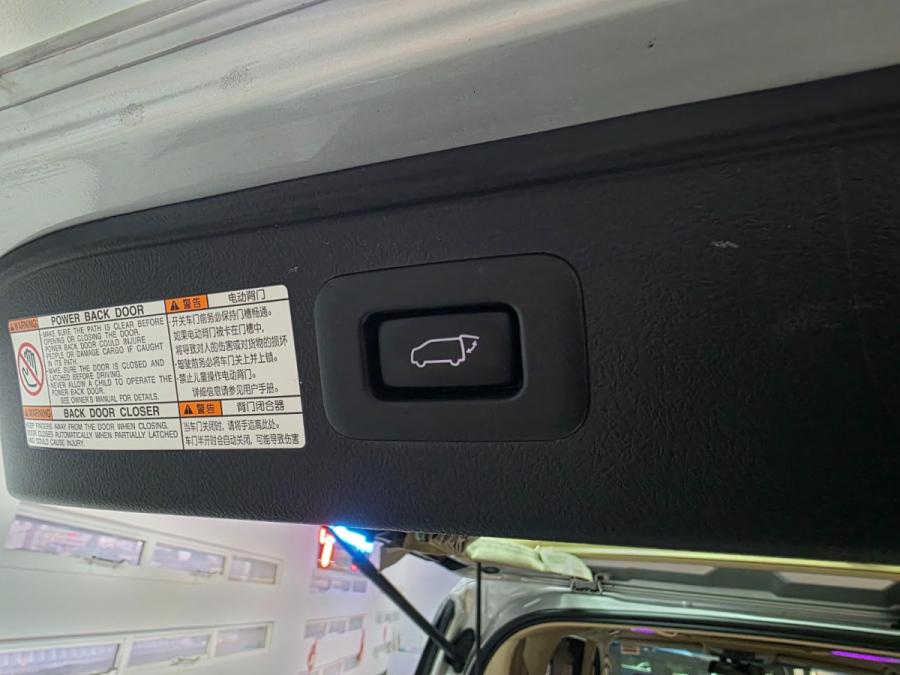 WARNING POWER BACK DOOR
MAKE SURE THE PATH IS CLEAR BEFORE
OPENING OR CLOSING THE DOOR.
POWER BACK DOOR COULD INJURE
PEOPLE OR DAMAGE CARGO IF CAUGHT
IN ITS PATH.
MAKE SURE THE DOOR IS CLOSED AND
LATCHED BEFORE DRIVING.
NEVER ALLOW A CHILD TO OPERATE THE
POWER BACK DOOR.
SEE OWNER'S MANUAL FOR DETAILS.
警告 电动背门
·开关车门前务必保持门槽畅通。
如果电动背门被卡在门槽中,
将导致对人的伤害或对货物的损坏
·驾驶前务必将车门关上并上锁。
·禁止儿童操作电动背门。
详细信息请参见用户手册。
WARNING BACK DOOR CLOSER
KEEP FINGERS AWAY FROM THE DOOR WHEN CLOSING.
DOOR CLOSES AUTOMATICALLY WHEN PARTIALLY LATCHED
AND COULD CAUSE INJURY.
警告 背门闭合器
当车门关闭时, 请将手远离此处。
车门半开时会自动关闭, 可能导致伤害